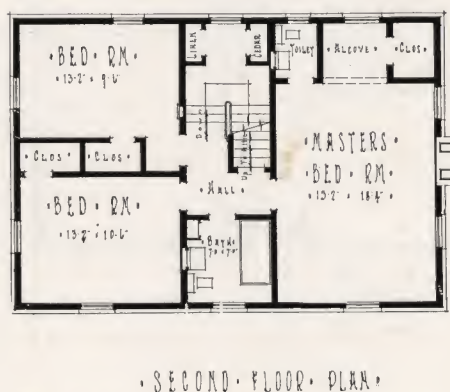 LINEN
CEDAR
TOILET
ALCOVE
CLOS
· BED RM ·
· 13'-2" × 9'-6" ·
DOWN
· MASTERS ·
· BED RM ·
· 13'-2" × 18'-4" ·
· CLOS ·
· CLOS ·
· HALL ·
· BED RM ·
· 13'-2" × 10'-6" ·
BATH
· SECOND · FLOOR · PLAN ·